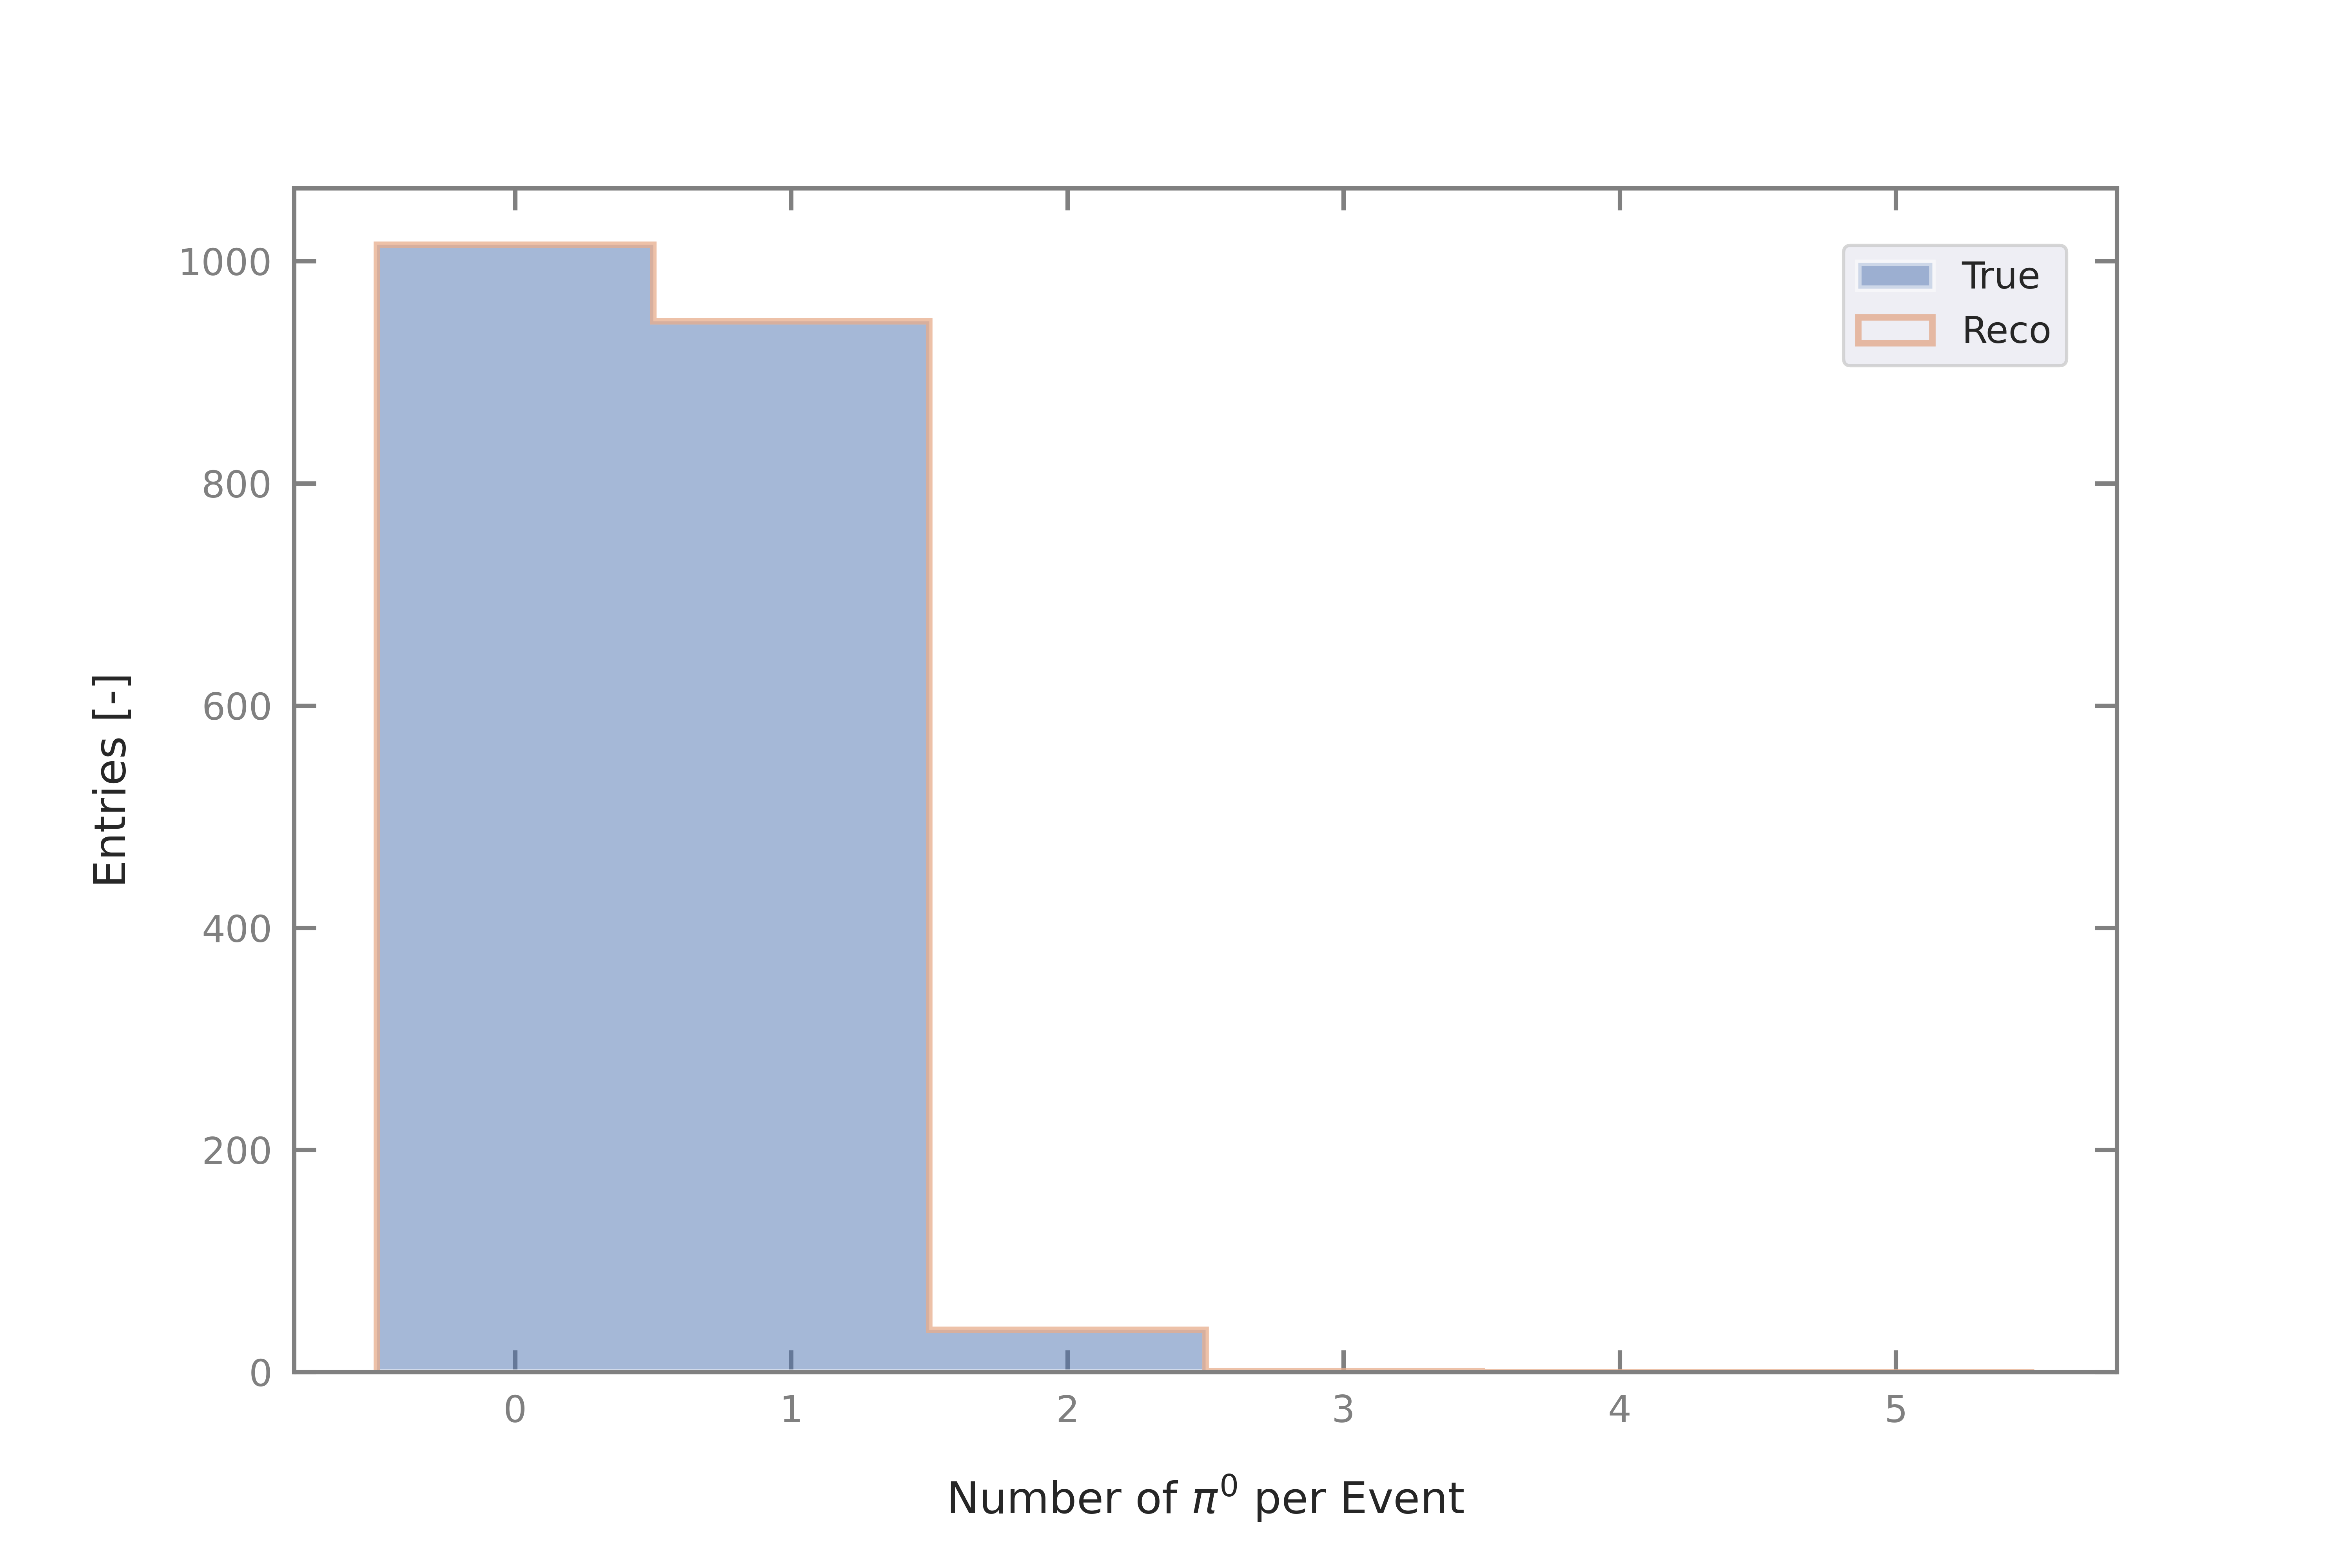 1000
800
600
400
200
0
Entries [-]
True
Reco
0 1 2 3 4 5
Number of π⁰ per Event